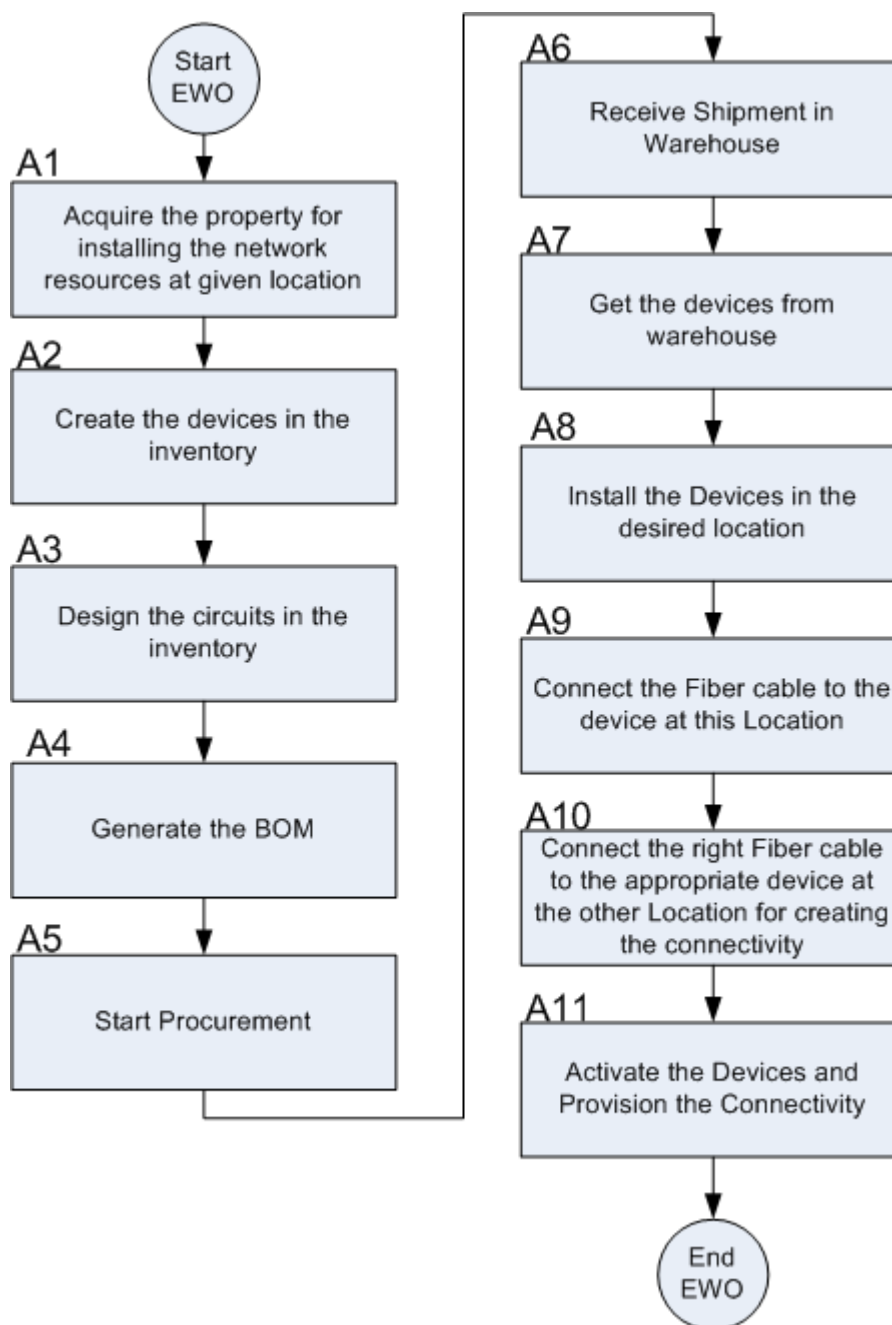 Start
EWO
A1
Acquire the property for
installing the network
resources at given location
A2
Create the devices in the
inventory
A3
Design the circuits in the
inventory
A4
Generate the BOM
A5
Start Procurement
A6
Receive Shipment in
Warehouse
A7
Get the devices from
warehouse
A8
Install the Devices in the
desired location
A9
Connect the Fiber cable to the
device at this Location
A10
Connect the right Fiber cable
to the appropriate device at
the other Location for creating
the connectivity
A11
Activate the Devices and
Provision the Connectivity
End
EWO